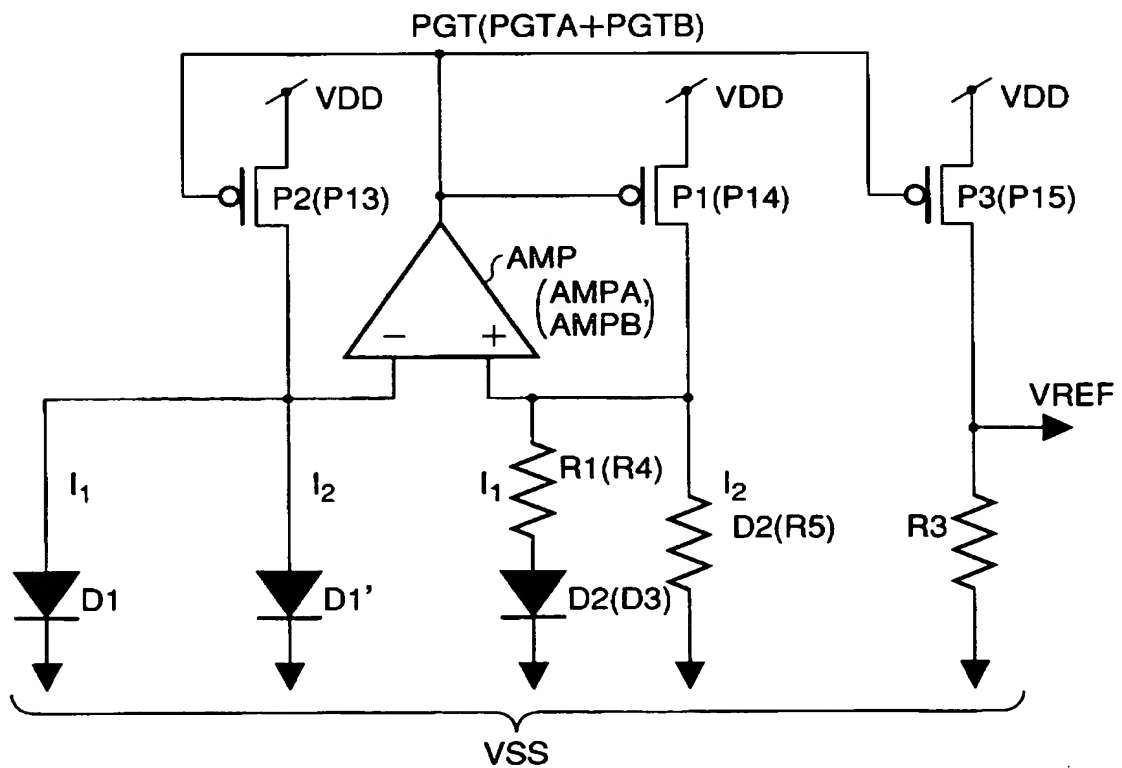 PGT(PGTA+PGTB)
VDD
VDD
VDD
P2(P13)
P1(P14)
P3(P15)
AMP
(AMPA,
AMPB)
− +
VREF
I1
I2
I1
R1(R4)
I2
D2(R5)
R3
D1
D1’
D2(D3)
VSS